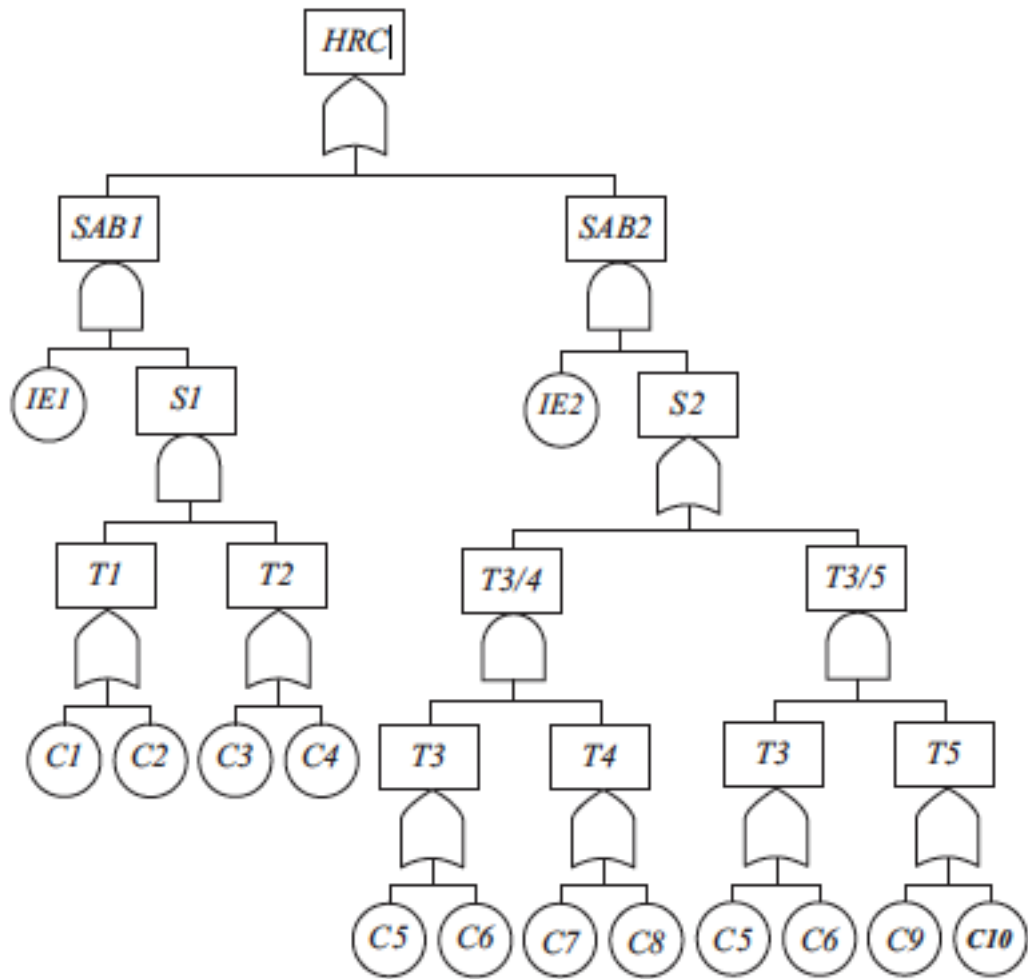 HRC
SAB1 SAB2
IE1 S1 IE2 S2
T1 T2 T3/4 T3/5
C1 C2 C3 C4 T3 T4 T3 T5
C5 C6 C7 C8 C5 C6 C9 C10